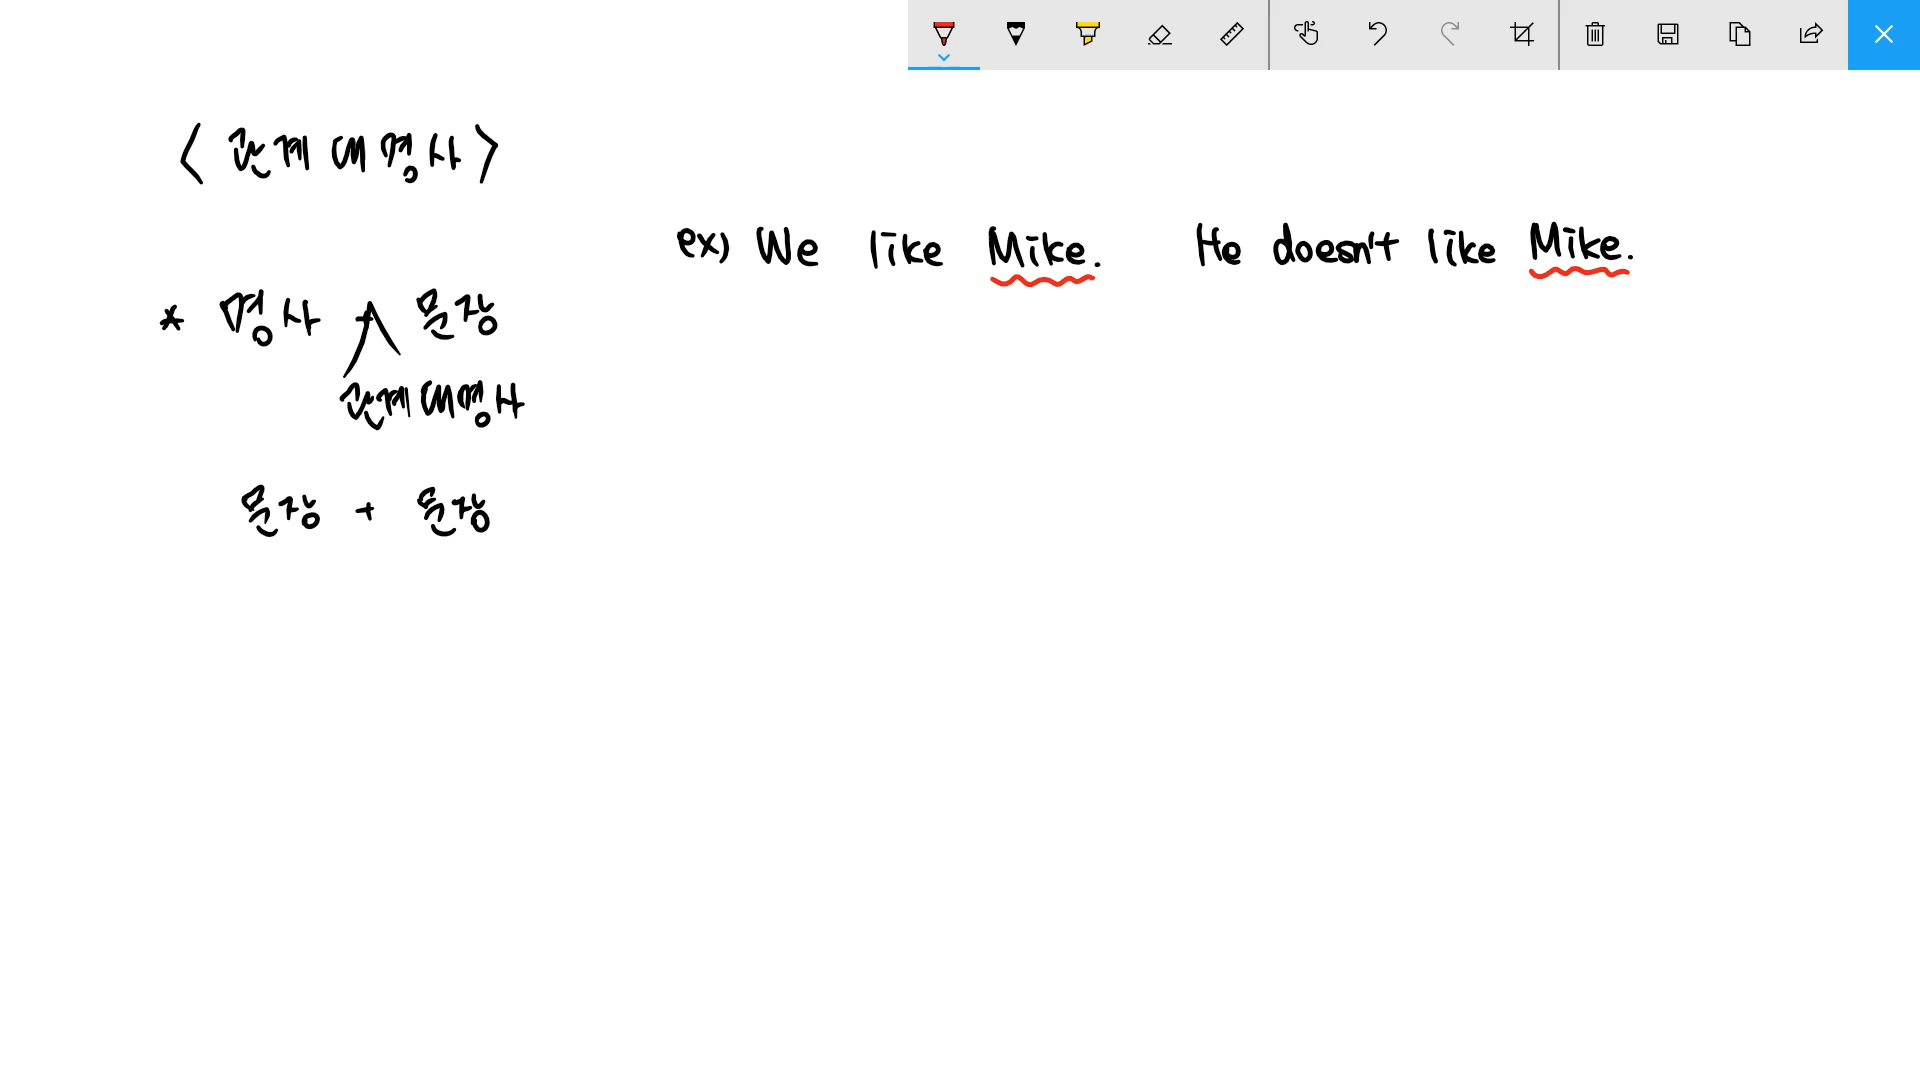 < 관계대명사 >
ex) We like Mike. He doesn't like Mike.
* 명사 + 문장
관계대명사
문장 + 문장